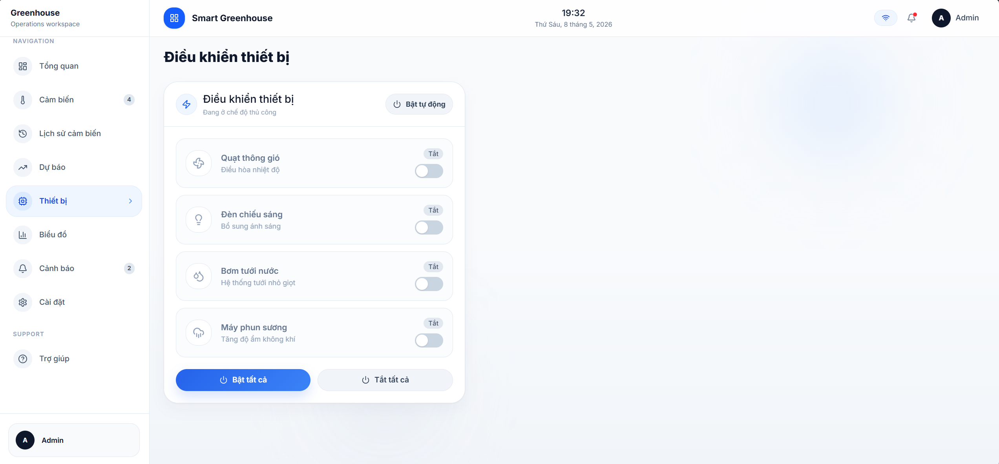 Greenhouse
Operations workspace
NAVIGATION
Tổng quan
Cảm biến
4
Lịch sử cảm biến
Dự báo
Thiết bị
Biểu đồ
Cảnh báo
2
Cài đặt
SUPPORT
Trợ giúp
A
Admin
Smart Greenhouse
19:32
Thứ Sáu, 8 tháng 5, 2026
A
Admin
Điều khiển thiết bị
Điều khiển thiết bị
Đang ở chế độ thủ công
Bật tự động
Quạt thông gió
Điều hòa nhiệt độ
Tắt
Đèn chiếu sáng
Bổ sung ánh sáng
Tắt
Bơm tưới nước
Hệ thống tưới nhỏ giọt
Tắt
Máy phun sương
Tăng độ ẩm không khí
Tắt
Bật tất cả
Tắt tất cả